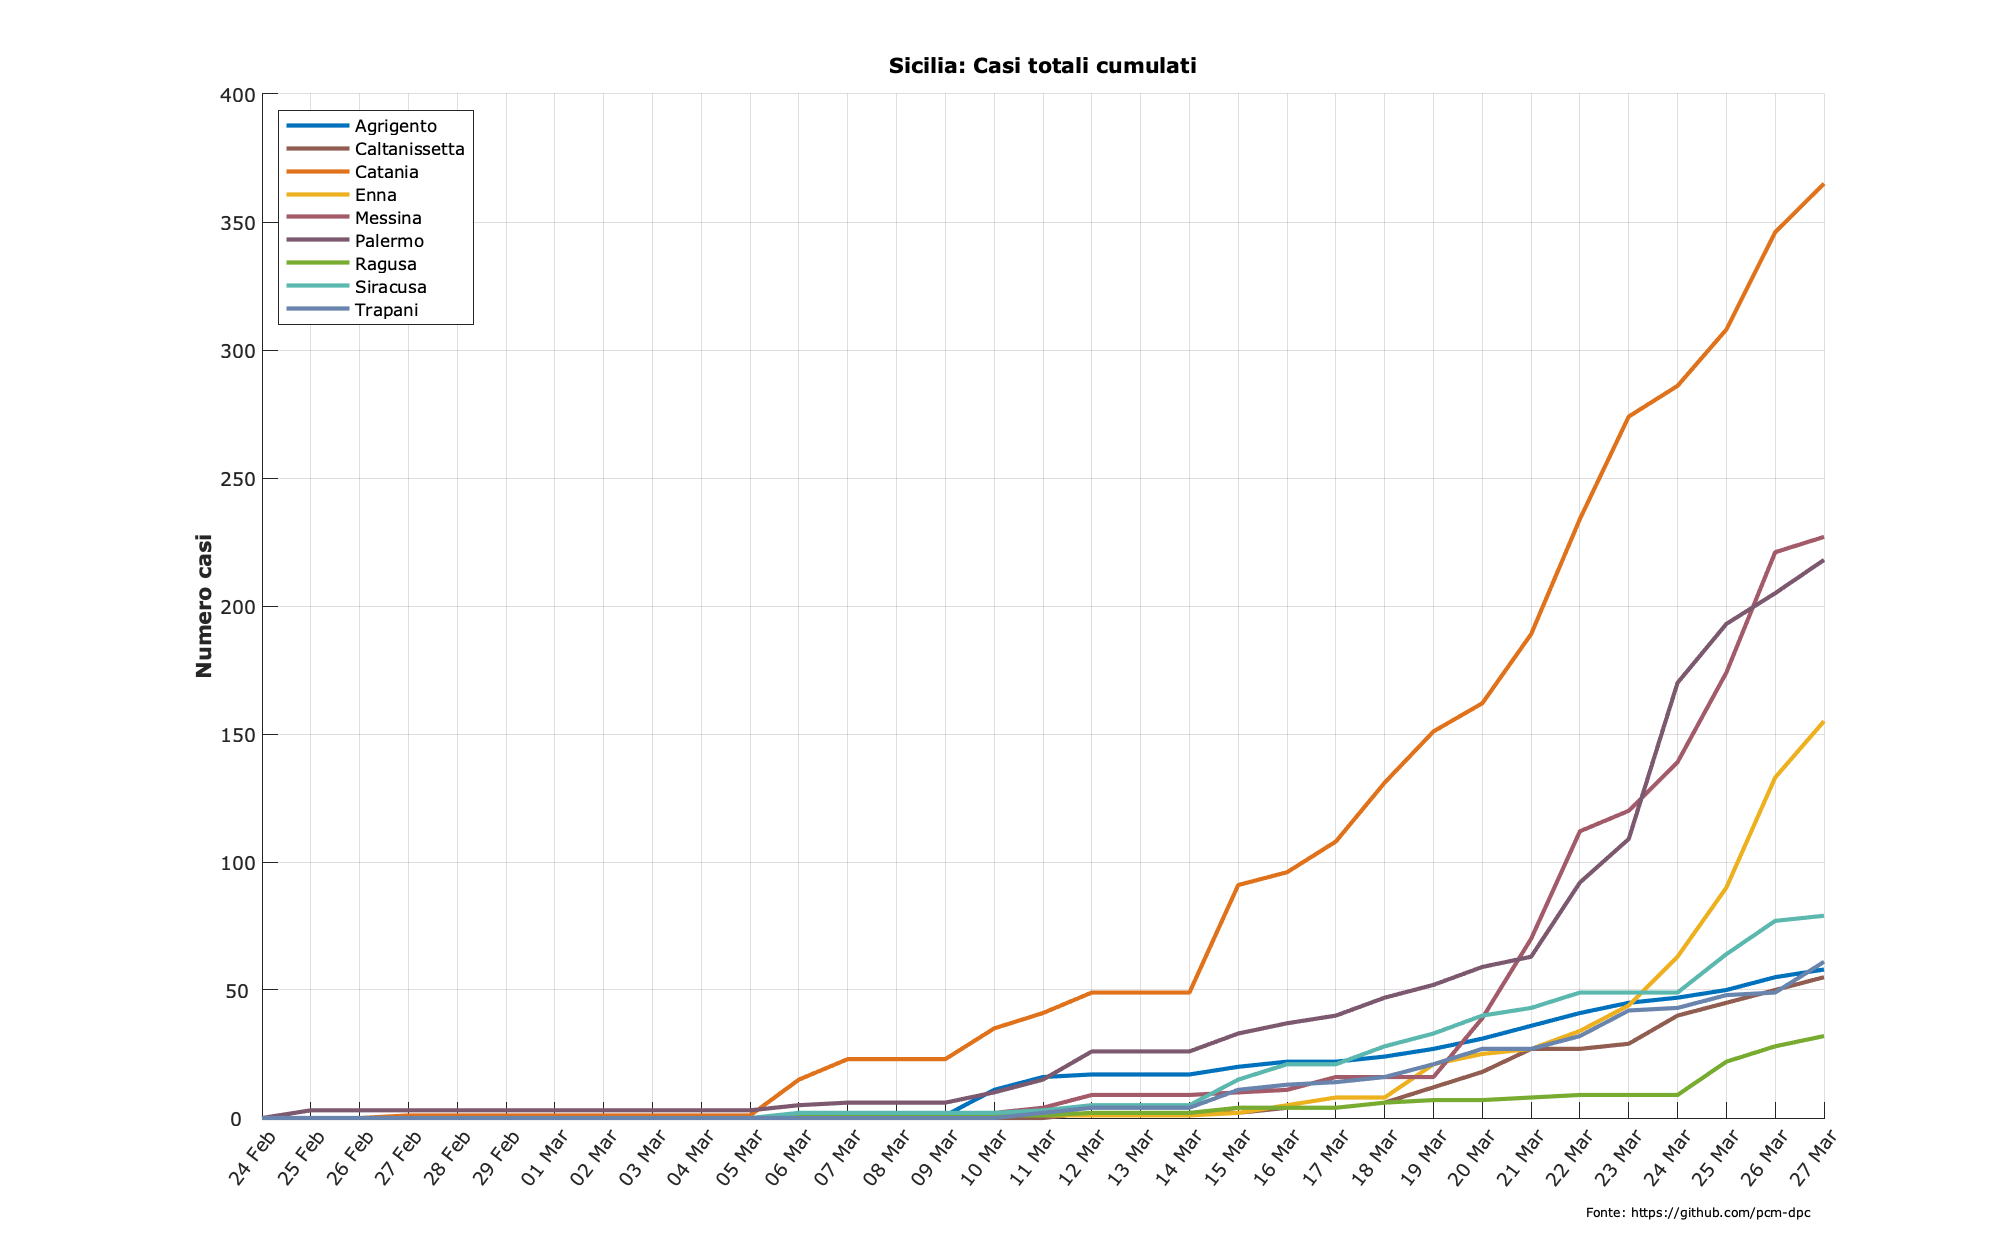 Sicilia: Casi totali cumulati
400
350
300
250
200
150
100
50
0
Numero casi
Agrigento
Caltanissetta
Catania
Enna
Messina
Palermo
Ragusa
Siracusa
Trapani
24 Feb
25 Feb
26 Feb
27 Feb
28 Feb
29 Feb
01 Mar
02 Mar
03 Mar
04 Mar
05 Mar
06 Mar
07 Mar
08 Mar
09 Mar
10 Mar
11 Mar
12 Mar
13 Mar
14 Mar
15 Mar
16 Mar
17 Mar
18 Mar
19 Mar
20 Mar
21 Mar
22 Mar
23 Mar
24 Mar
25 Mar
26 Mar
27 Mar
Fonte: https://github.com/pcm-dpc